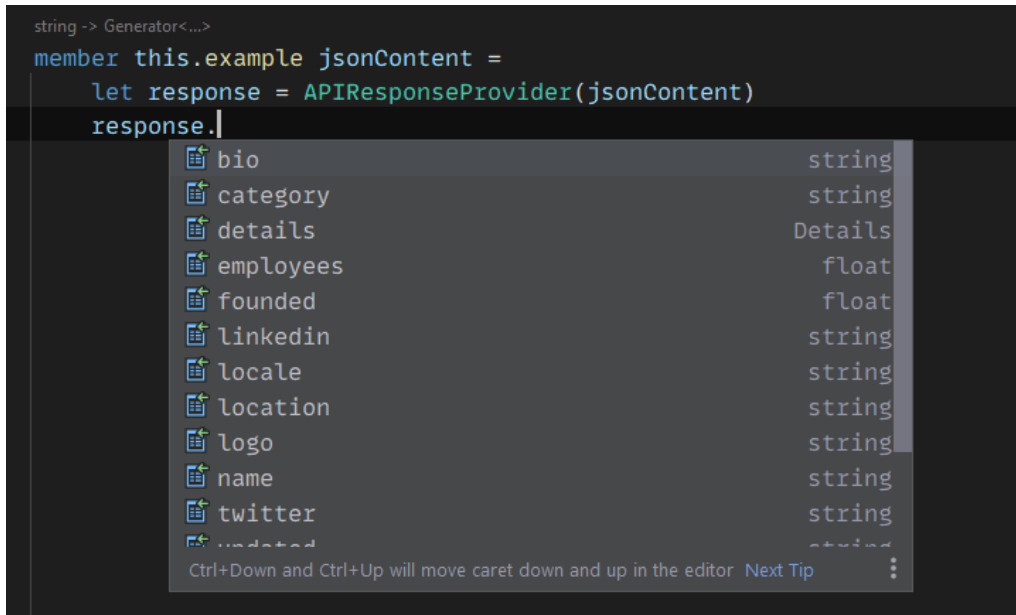 string -> Generator<...>
member this.example jsonContent =
let response = APIResponseProvider(jsonContent)
response.
bio string
category string
details Details
employees float
founded float
linkedin string
locale string
location string
logo string
name string
twitter string
updated string
Ctrl+Down and Ctrl+Up will move caret down and up in the editor Next Tip